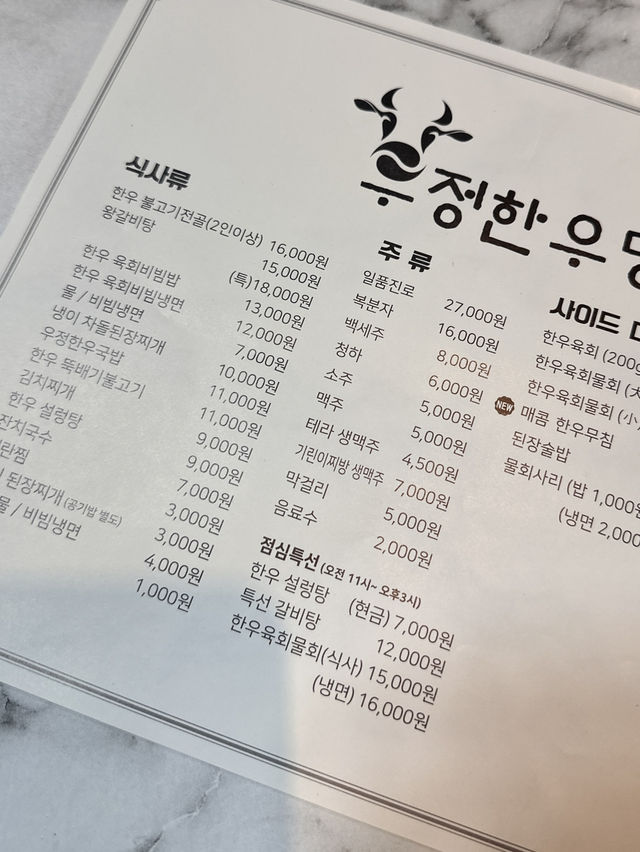 우정한우
식사류
한우 불고기전골(2인이상) 16,000원
왕갈비탕 15,000원
(특)18,000원
한우 육회비빔밥 13,000원
한우 육회비빔냉면 12,000원
물 / 비빔냉면 7,000원
냉이 차돌된장찌개 10,000원
우정한우국밥 11,000원
한우 뚝배기불고기 11,000원
김치찌개 9,000원
한우 설렁탕 9,000원
잔치국수 7,000원
란찜 3,000원
된장찌개 (공기밥 별도) 3,000원
물 / 비빔냉면 4,000원
1,000원
주류
일품진로 27,000원
복분자 16,000원
백세주 8,000원
청하 6,000원
소주 5,000원
맥주 5,000원
테라 생맥주 4,500원
기린이찌방 생맥주 7,000원
막걸리 5,000원
음료수 2,000원
점심특선 (오전 11시~ 오후3시)
한우 설렁탕 (현금) 7,000원
특선 갈비탕 12,000원
한우육회물회(식사) 15,000원
(냉면) 16,000원
사이드
한우육회 (200g
한우육회물회 (大
한우육회물회 (小)
NEW 매콤 한우무침
된장술밥
물회사리 (밥 1,000원
(냉면 2,000